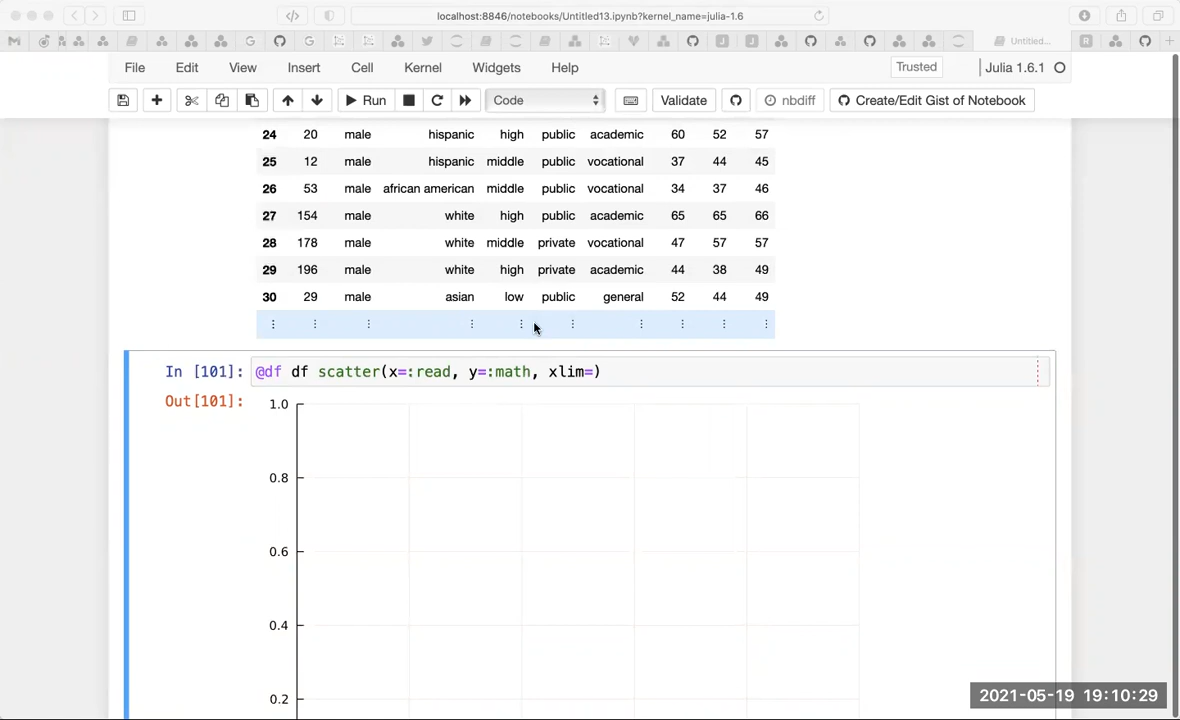 localhost:8846/notebooks/Untitled13.ipynb?kernel_name=julia-1.6
Untitled...
File Edit View Insert Cell Kernel Widgets Help Trusted Julia 1.6.1
Run Code Validate nbdiff Create/Edit Gist of Notebook
24 20 male hispanic high public academic 60 52 57
25 12 male hispanic middle public vocational 37 44 45
26 53 male african american middle public vocational 34 37 46
27 154 male white high public academic 65 65 66
28 178 male white middle private vocational 47 57 57
29 196 male white high private academic 44 38 49
30 29 male asian low public general 52 44 49
⋮ ⋮ ⋮ ⋮ ⋮ ⋮ ⋮ ⋮ ⋮ ⋮
In [101]: @df df scatter(x=:read, y=:math, xlim=)
Out[101]:
1.0
0.8
0.6
0.4
0.2
2021-05-19 19:10:29